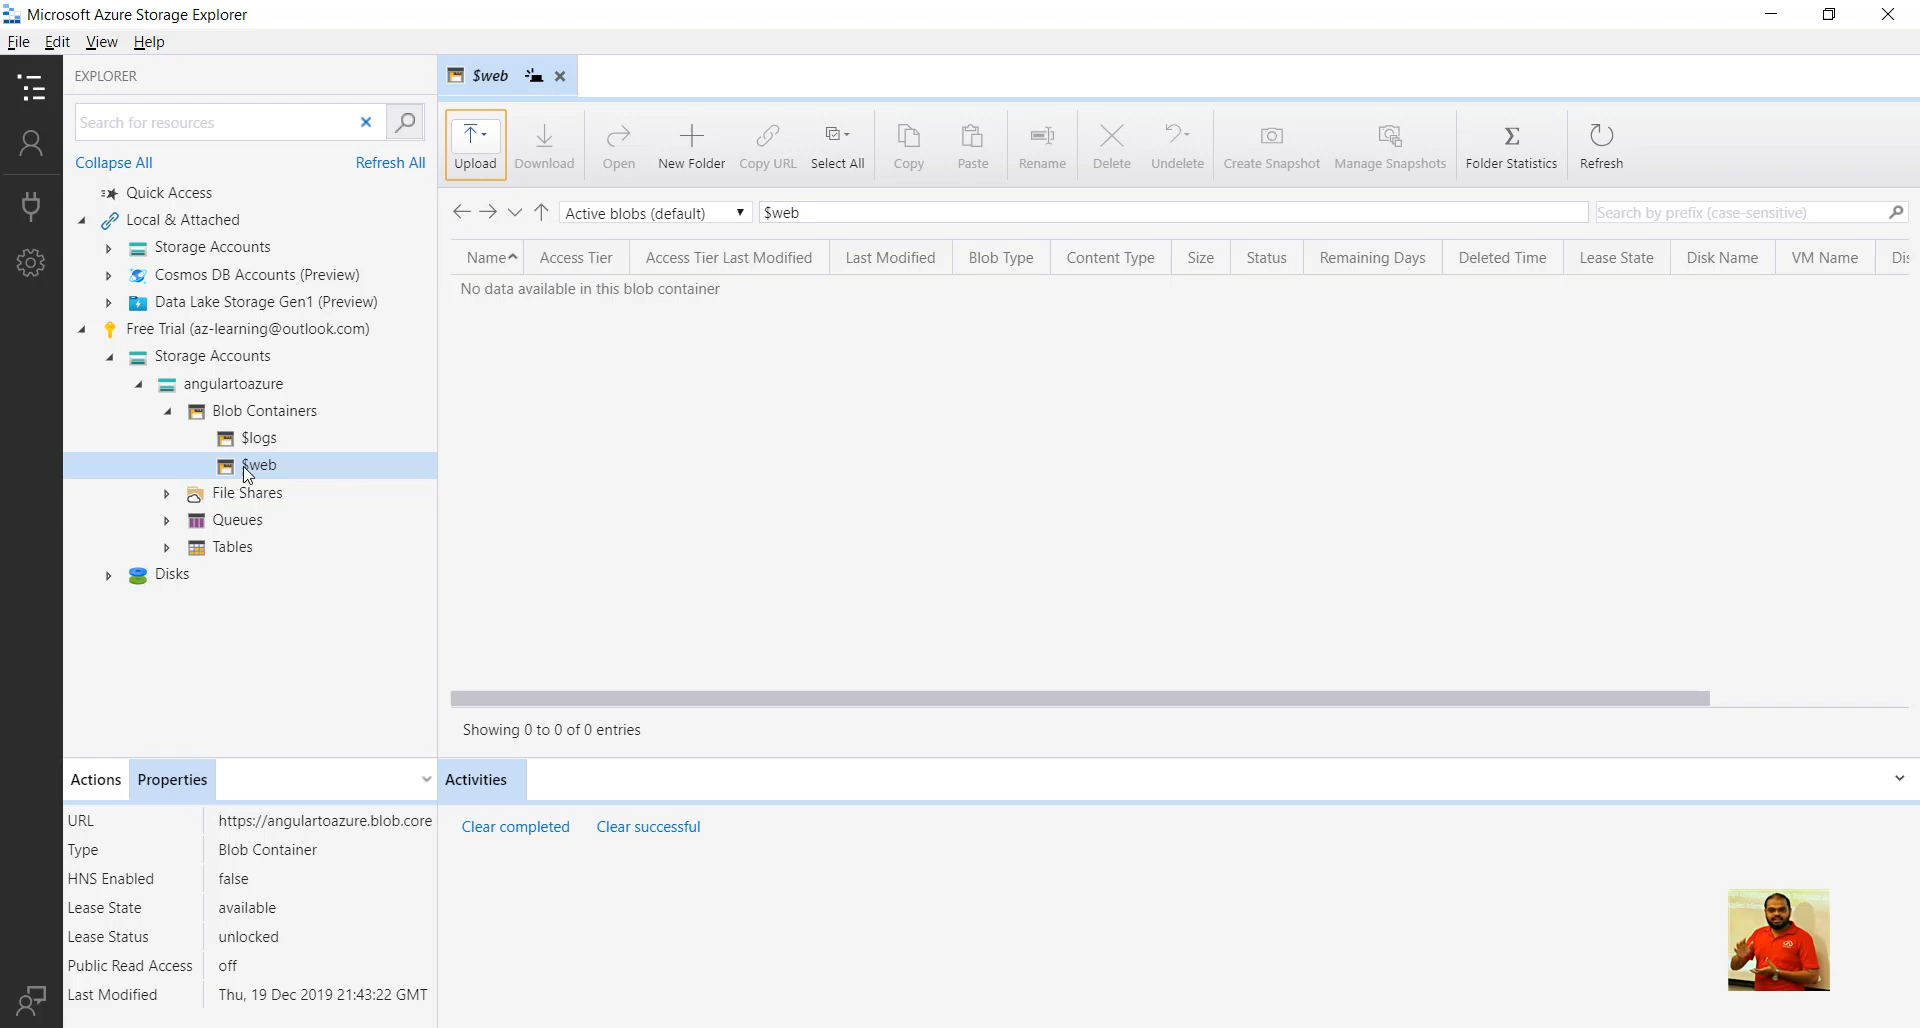 Microsoft Azure Storage Explorer
File Edit View Help
EXPLORER
Search for resources
Collapse All Refresh All
Quick Access
Local & Attached
Storage Accounts
Cosmos DB Accounts (Preview)
Data Lake Storage Gen1 (Preview)
Free Trial (az-learning@outlook.com)
Storage Accounts
angulartoazure
Blob Containers
$logs
$web
File Shares
Queues
Tables
Disks
Actions Properties
URL https://angulartoazure.blob.core
Type Blob Container
HNS Enabled false
Lease State available
Lease Status unlocked
Public Read Access off
Last Modified Thu, 19 Dec 2019 21:43:22 GMT
$web
Upload Download Open New Folder Copy URL Select All Copy Paste Rename Delete Undelete Create Snapshot Manage Snapshots Folder Statistics Refresh
Active blobs (default) $web Search by prefix (case-sensitive)
Name Access Tier Access Tier Last Modified Last Modified Blob Type Content Type Size Status Remaining Days Deleted Time Lease State Disk Name VM Name Dis
No data available in this blob container
Showing 0 to 0 of 0 entries
Activities
Clear completed Clear successful